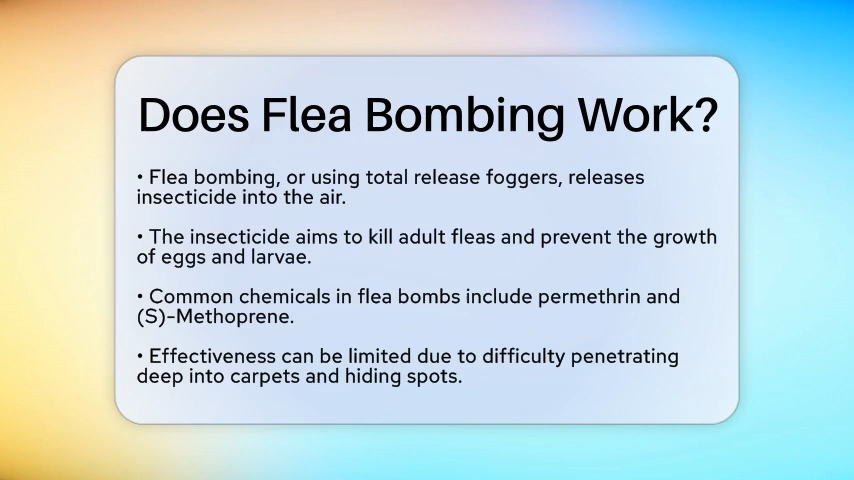 Does Flea Bombing Work?
• Flea bombing, or using total release foggers, releases
insecticide into the air.
• The insecticide aims to kill adult fleas and prevent the growth
of eggs and larvae.
• Common chemicals in flea bombs include permethrin and
(S)-Methoprene.
• Effectiveness can be limited due to difficulty penetrating
deep into carpets and hiding spots.